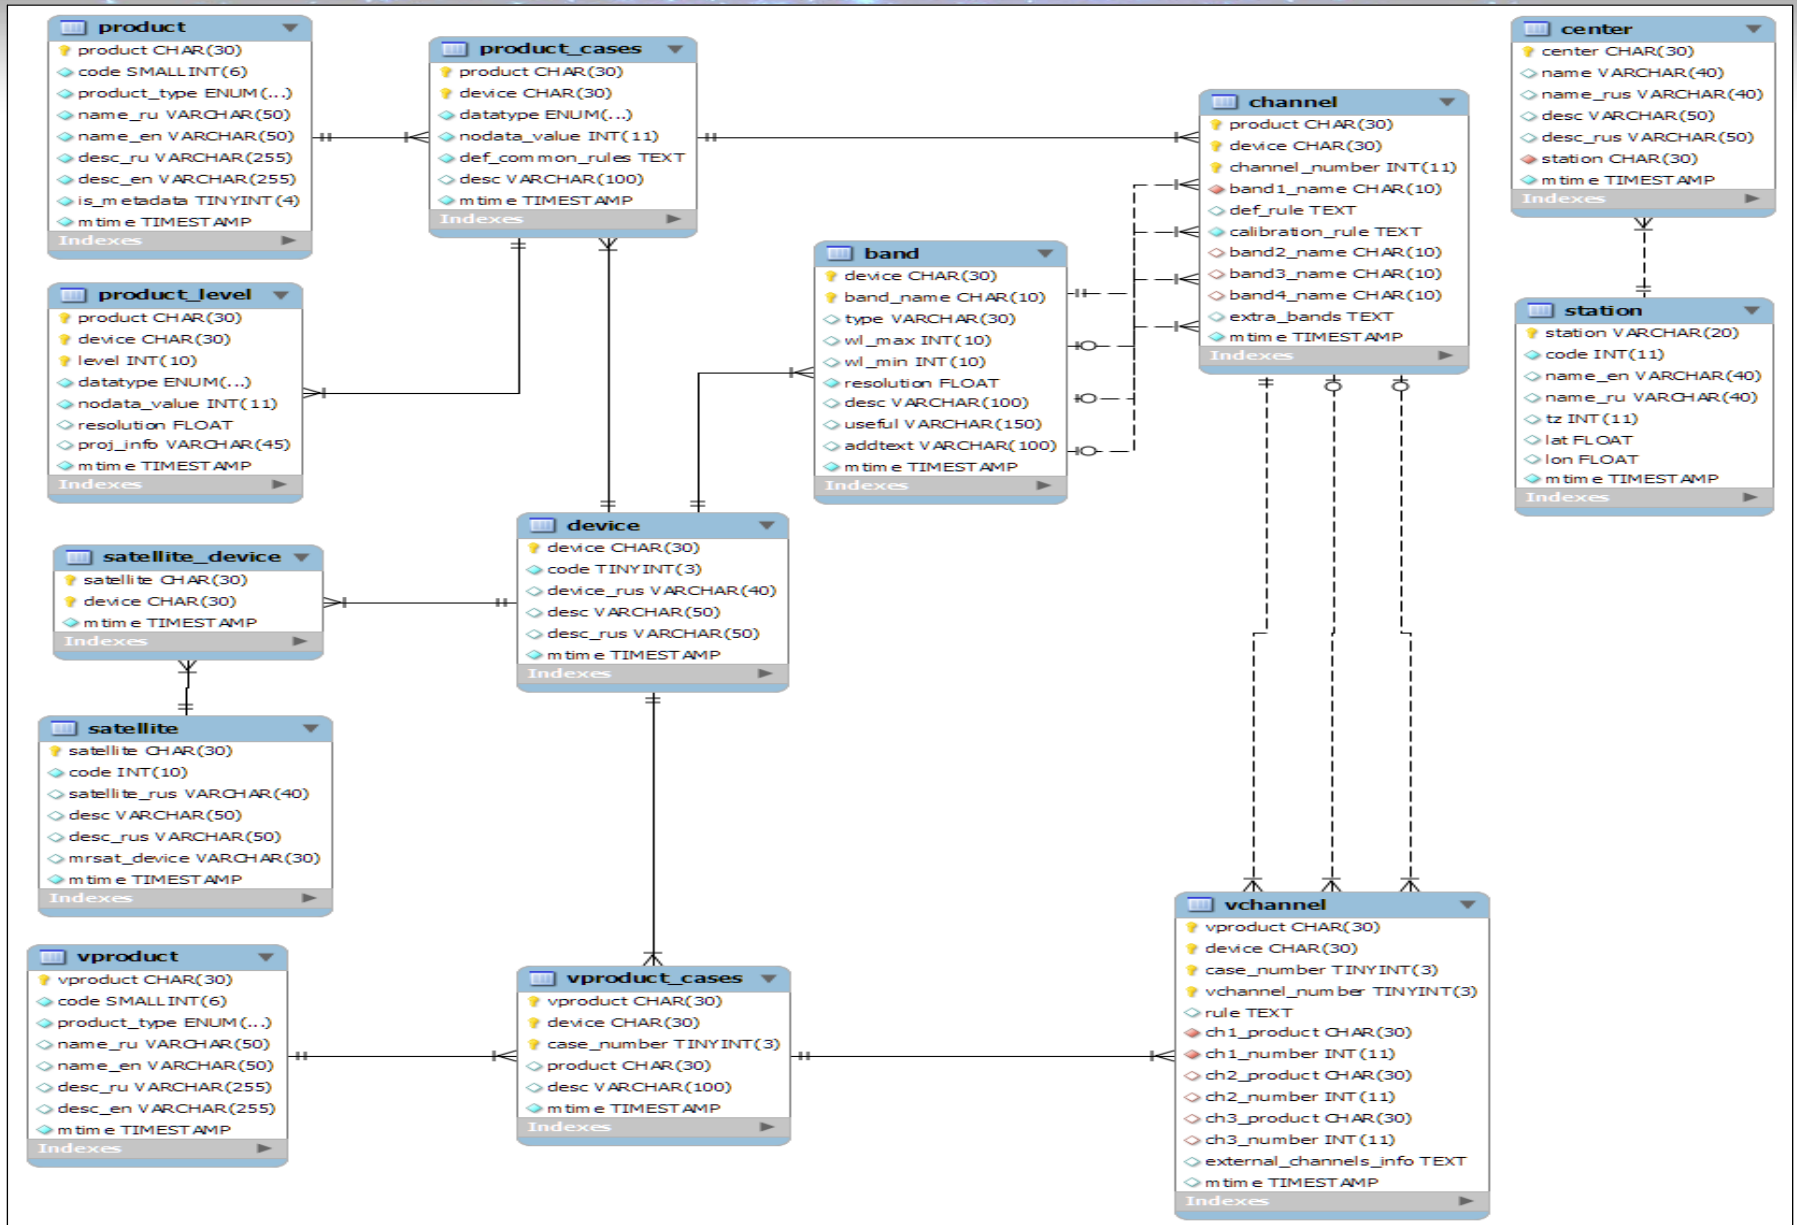 product
product CHAR(30)
code SMALLINT(6)
product_type ENUM(...)
name_ru VARCHAR(50)
name_en VARCHAR(50)
desc_ru VARCHAR(255)
desc_en VARCHAR(255)
is_metadata TINYINT(4)
mtime TIMESTAMP
Indexes
product_cases
product CHAR(30)
device CHAR(30)
datatype ENUM(...)
nodata_value INT(11)
def_common_rules TEXT
desc VARCHAR(100)
mtime TIMESTAMP
Indexes
channel
product CHAR(30)
device CHAR(30)
channel_number INT(11)
band1_name CHAR(10)
def_rule TEXT
calibration_rule TEXT
band2_name CHAR(10)
band3_name CHAR(10)
band4_name CHAR(10)
extra_bands TEXT
mtime TIMESTAMP
Indexes
center
center CHAR(30)
name VARCHAR(40)
name_rus VARCHAR(40)
desc VARCHAR(50)
desc_rus VARCHAR(50)
station CHAR(30)
mtime TIMESTAMP
Indexes
product_level
product CHAR(30)
device CHAR(30)
level INT(10)
datatype ENUM(...)
nodata_value INT(11)
resolution FLOAT
proj_info VARCHAR(45)
mtime TIMESTAMP
Indexes
band
device CHAR(30)
band_name CHAR(10)
type VARCHAR(30)
wl_max INT(10)
wl_min INT(10)
resolution FLOAT
desc VARCHAR(100)
useful VARCHAR(150)
addtext VARCHAR(100)
mtime TIMESTAMP
Indexes
station
station VARCHAR(20)
code INT(11)
name_en VARCHAR(40)
name_ru VARCHAR(40)
tz INT(11)
lat FLOAT
lon FLOAT
mtime TIMESTAMP
Indexes
satellite_device
satellite CHAR(30)
device CHAR(30)
mtime TIMESTAMP
Indexes
device
device CHAR(30)
code TINYINT(3)
device_rus VARCHAR(40)
desc VARCHAR(50)
desc_rus VARCHAR(50)
mtime TIMESTAMP
Indexes
satellite
satellite CHAR(30)
code INT(10)
satellite_rus VARCHAR(40)
desc VARCHAR(50)
desc_rus VARCHAR(50)
mrsat_device VARCHAR(30)
mtime TIMESTAMP
Indexes
vproduct
vproduct CHAR(30)
code SMALLINT(6)
product_type ENUM(...)
name_ru VARCHAR(50)
name_en VARCHAR(50)
desc_ru VARCHAR(255)
desc_en VARCHAR(255)
mtime TIMESTAMP
Indexes
vproduct_cases
vproduct CHAR(30)
device CHAR(30)
case_number TINYINT(3)
product CHAR(30)
desc VARCHAR(100)
mtime TIMESTAMP
Indexes
vchannel
vproduct CHAR(30)
device CHAR(30)
case_number TINYINT(3)
vchannel_number TINYINT(3)
rule TEXT
ch1_product CHAR(30)
ch1_number INT(11)
ch2_product CHAR(30)
ch2_number INT(11)
ch3_product CHAR(30)
ch3_number INT(11)
external_channels_info TEXT
mtime TIMESTAMP
Indexes